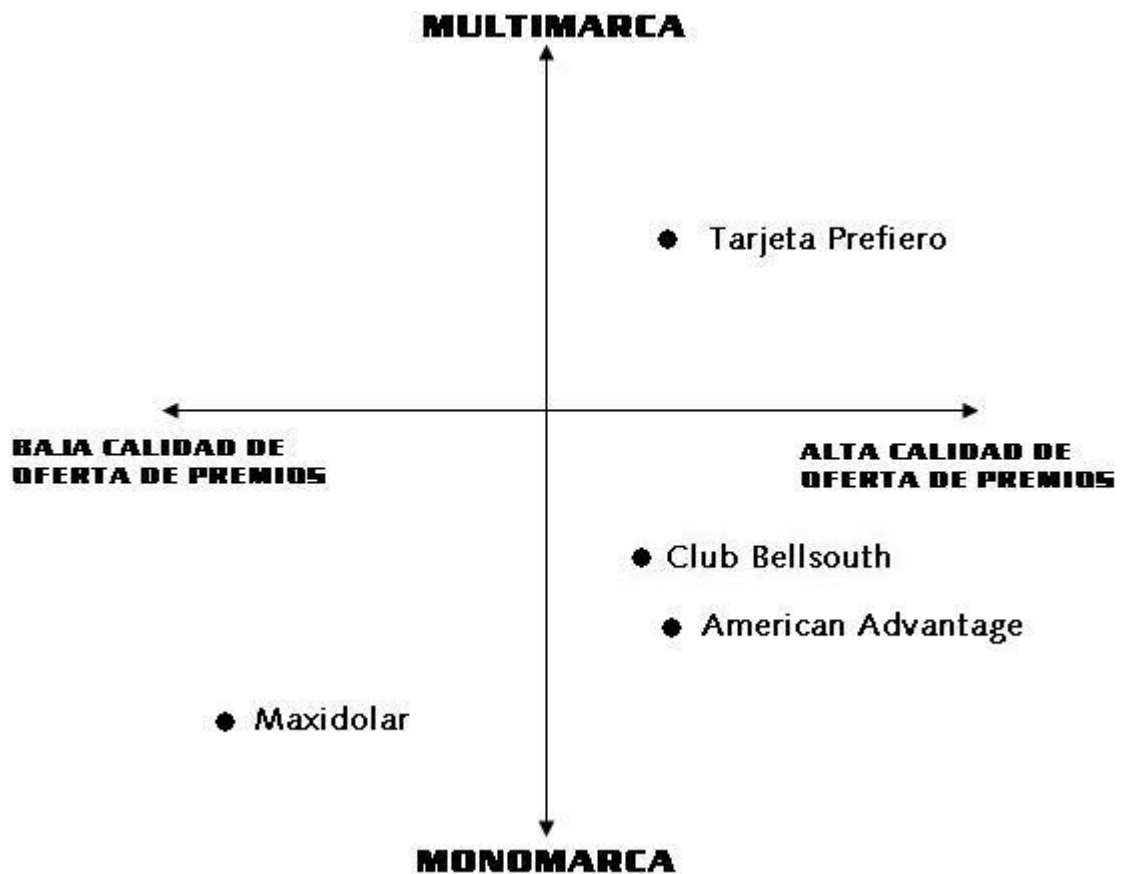 MULTIMARCA
Tarjeta Prefiero
BAJA CALIDAD DE
OFERTA DE PREMIOS
ALTA CALIDAD DE
OFERTA DE PREMIOS
Club Bellsouth
American Advantage
Maxidolar
MONOMARCA